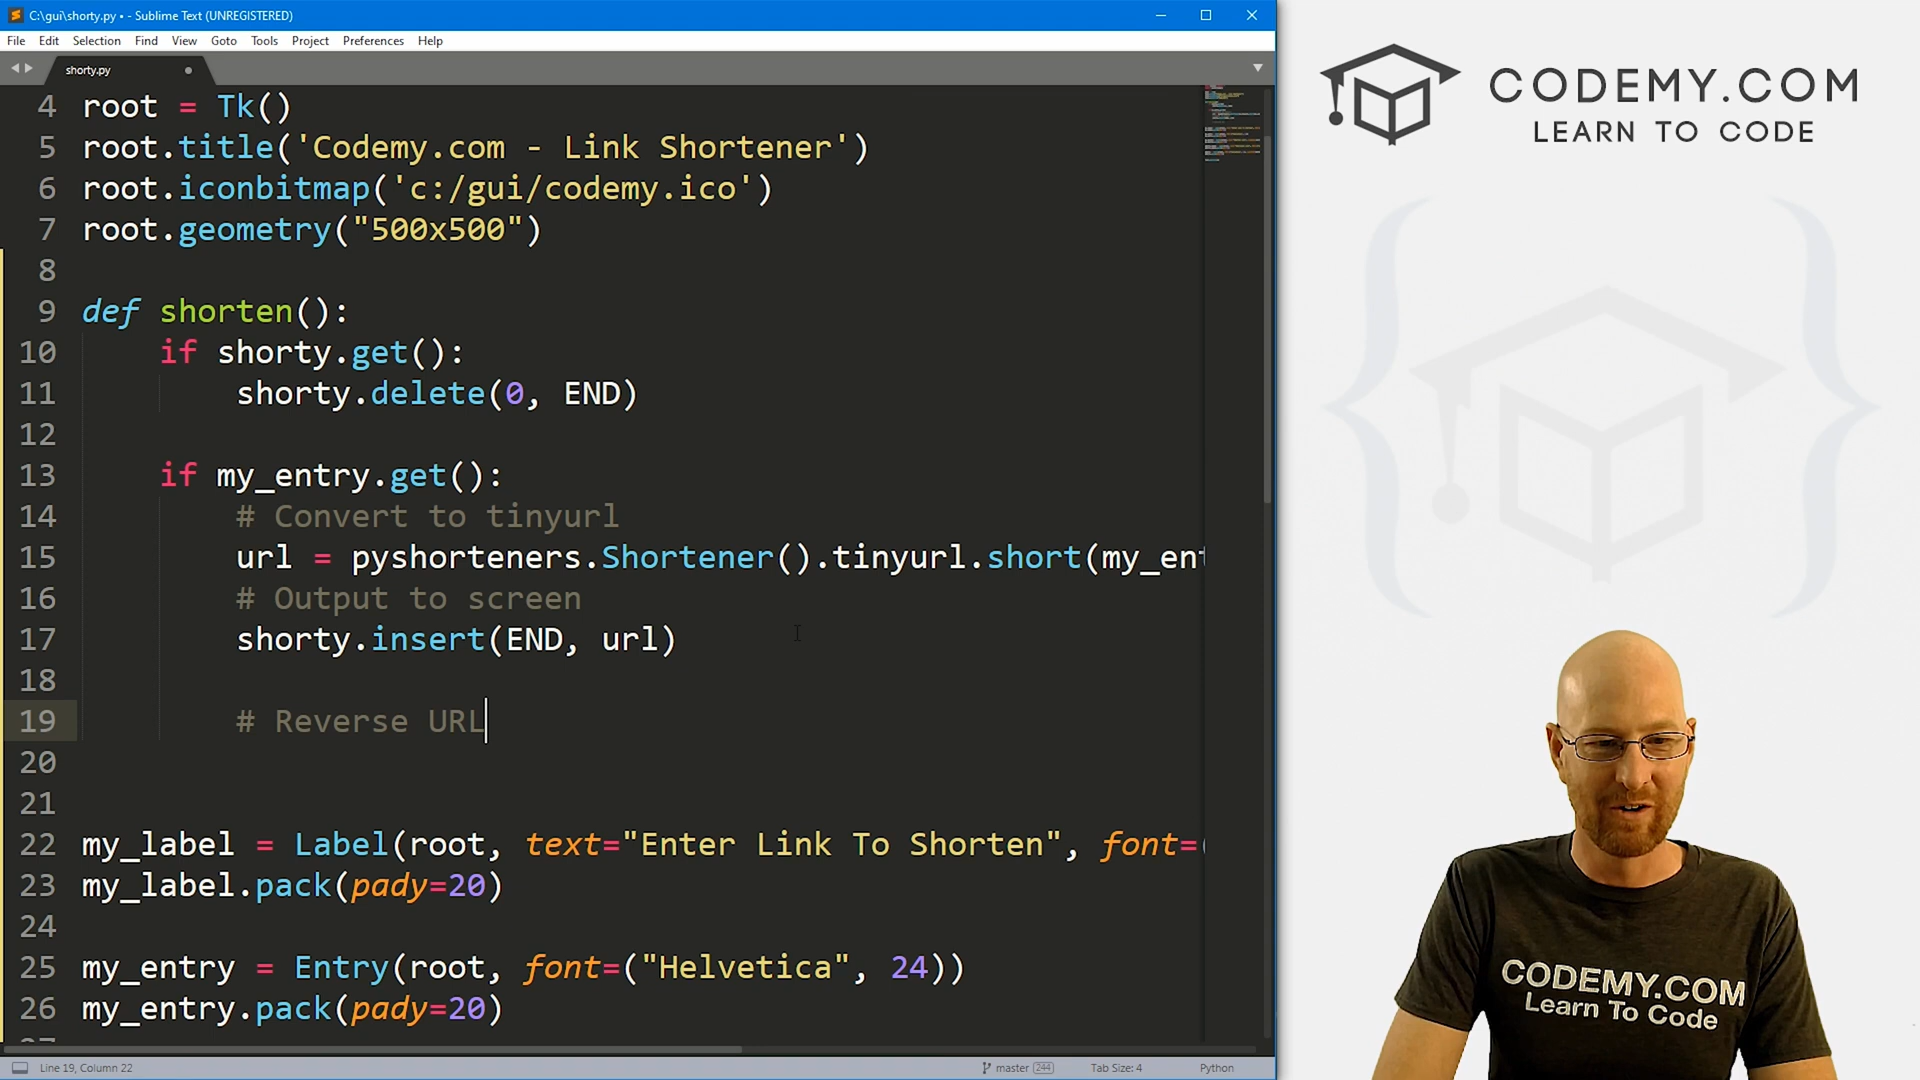 C:\gui\shorty.py • - Sublime Text (UNREGISTERED)
File Edit Selection Find View Goto Tools Project Preferences Help
shorty.py
4 root = Tk()
5 root.title('Codemy.com - Link Shortener')
6 root.iconbitmap('c:/gui/codemy.ico')
7 root.geometry("500x500")
8
9 def shorten():
10 if shorty.get():
11 shorty.delete(0, END)
12
13 if my_entry.get():
14 # Convert to tinyurl
15 url = pyshorteners.Shortener().tinyurl.short(my_ent
16 # Output to screen
17 shorty.insert(END, url)
18
19 # Reverse URL
20
21
22 my_label = Label(root, text="Enter Link To Shorten", font=(
23 my_label.pack(pady=20)
24
25 my_entry = Entry(root, font=("Helvetica", 24))
26 my_entry.pack(pady=20)
Line 19, Column 22 master 244 Tab Size: 4 Python
CODEMY.COM
LEARN TO CODE
CODEMY.COM
Learn To Code